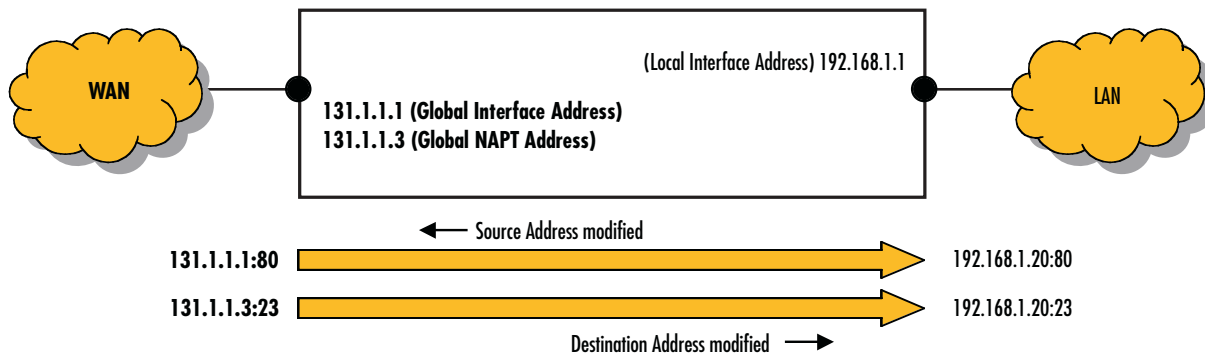 WAN
(Local Interface Address) 192.168.1.1
LAN
131.1.1.1 (Global Interface Address)
131.1.1.3 (Global NAPT Address)
Source Address modified
131.1.1.1:80
192.168.1.20:80
131.1.1.3:23
192.168.1.20:23
Destination Address modified